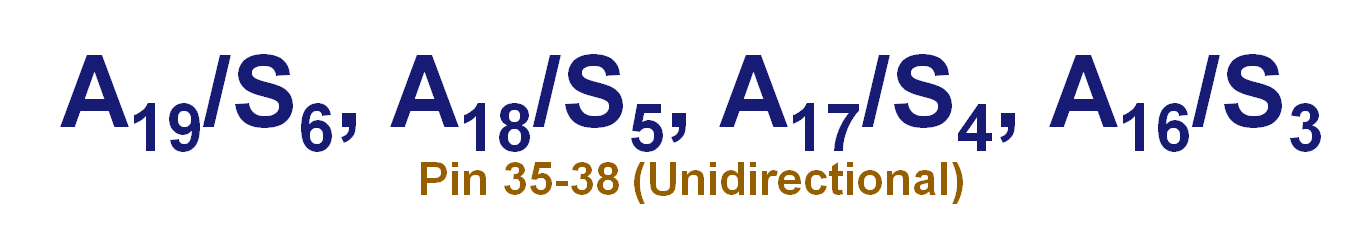 A19/S6, A18/S5, A17/S4, A16/S3
Pin 35-38 (Unidirectional)